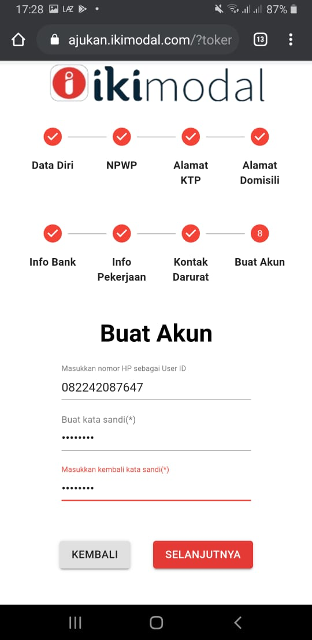 17:28 87%
ajukan.ikimodal.com/?toker 13
ikimodal
Data Diri NPWP Alamat KTP Alamat Domisili
8
Info Bank Info Pekerjaan Kontak Darurat Buat Akun
Buat Akun
Masukkan nomor HP sebagai User ID
082242087647
Buat kata sandi(*)
••••••••
Masukkan kembali kata sandi(*)
••••••••
KEMBALI SELANJUTNYA